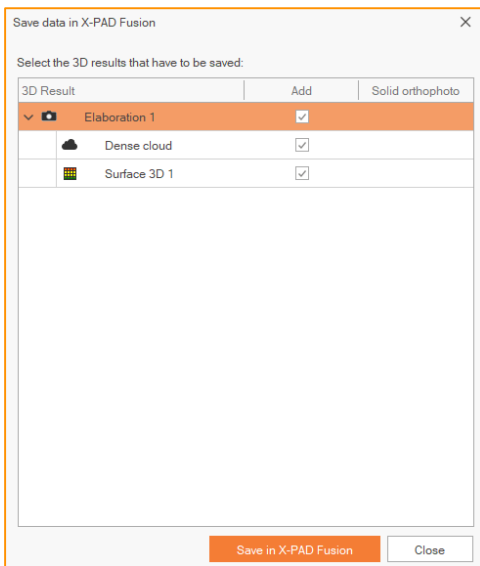 Save data in X-PAD Fusion
Select the 3D results that have to be saved:
3D Result Add Solid orthophoto
Elaboration 1
Dense cloud
Surface 3D 1
Save in X-PAD Fusion Close